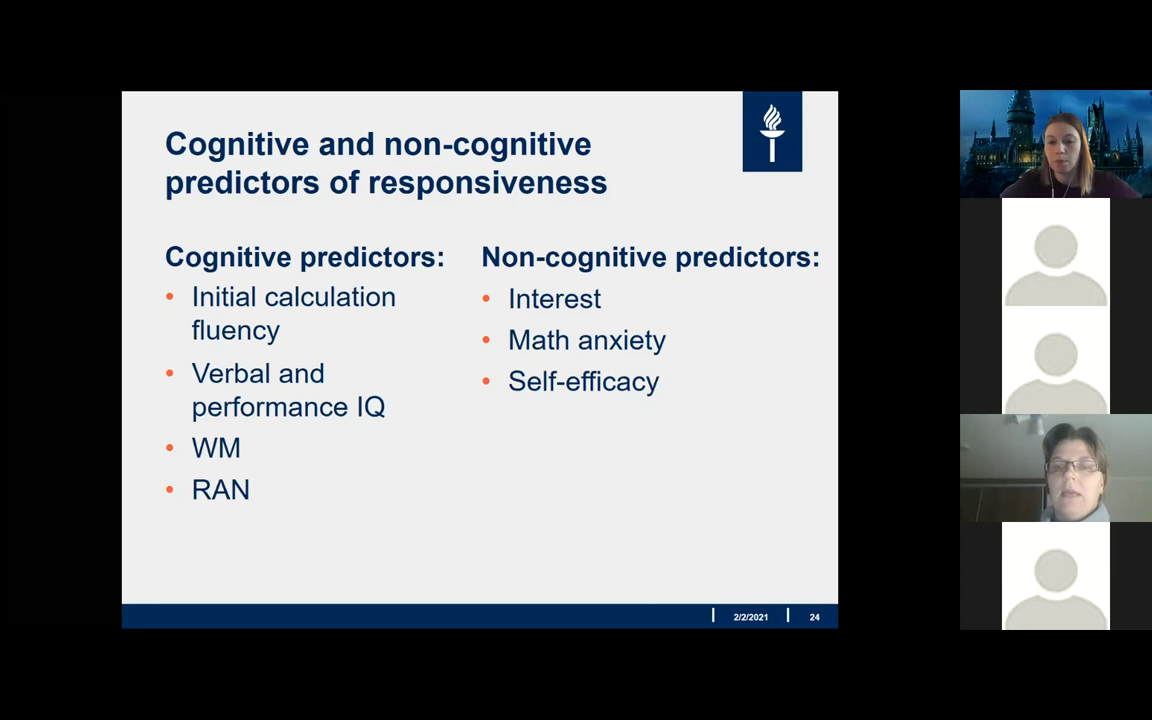 Cognitive and non-cognitive
predictors of responsiveness
Cognitive predictors:
• Initial calculation
fluency
• Verbal and
performance IQ
• WM
• RAN
Non-cognitive predictors:
• Interest
• Math anxiety
• Self-efficacy
2/2/2021
24